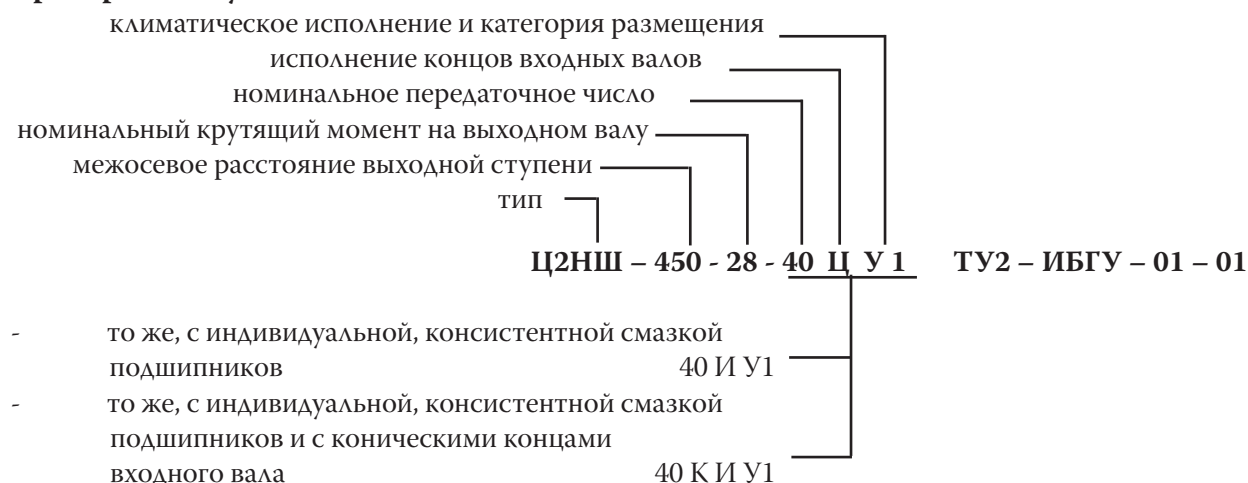 климатическое исполнение и категория размещения
исполнение концов входных валов
номинальное передаточное число
номинальный крутящий момент на выходном валу
межосевое расстояние выходной ступени
тип
Ц2НШ – 450 - 28 - 40 Ц У 1 ТУ2 – ИБГУ – 01 – 01
- то же, с индивидуальной, консистентной смазкой
подшипников 40 И У1
- то же, с индивидуальной, консистентной смазкой
подшипников и с коническими концами
входного вала 40 К И У1